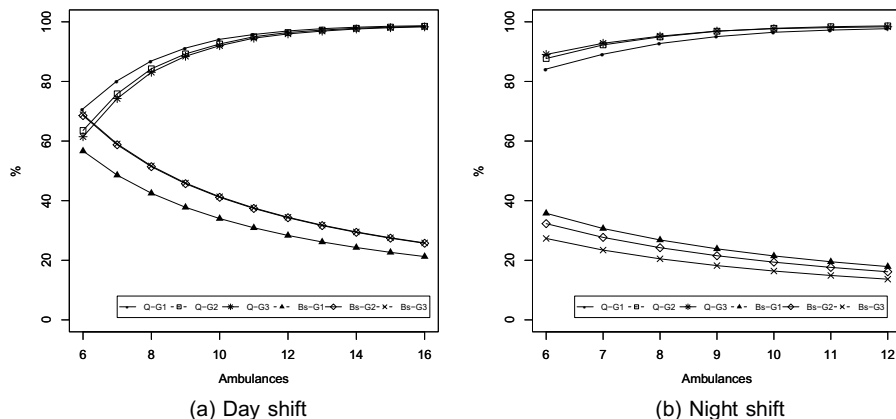 %
100
80
60
40
20
0
Q−G1 Q−G2 Q−G3 Bs−G1 Bs−G2 Bs−G3
6 8 10 12 14 16
Ambulances
(a) Day shift
%
100
80
60
40
20
0
Q−G1 Q−G2 Q−G3 Bs−G1 Bs−G2 Bs−G3
6 7 8 9 10 11 12
Ambulances
(b) Night shift